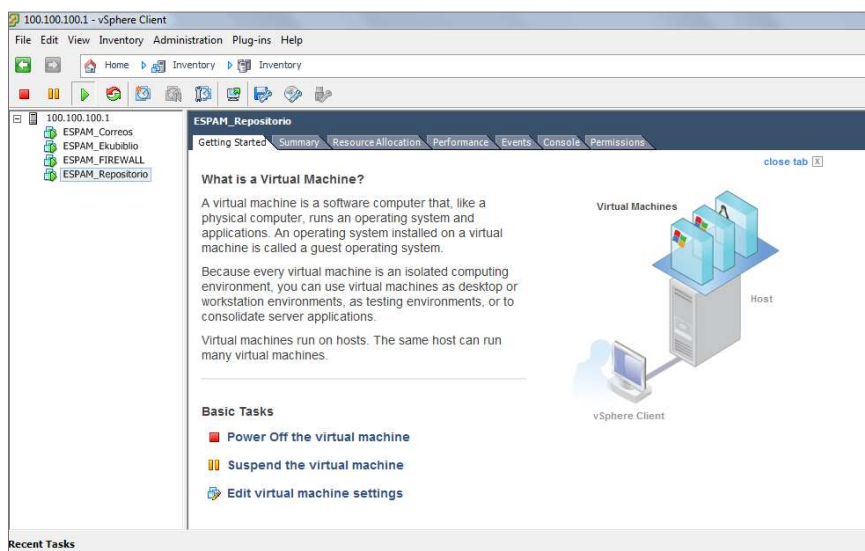 100.100.100.1 - vSphere Client
File Edit View Inventory Administration Plug-ins Help
Home Inventory Inventory
100.100.100.1
ESPAM_Correos
ESPAM_Ekubiblio
ESPAM_FIREWALL
ESPAM_Repositorio
ESPAM_Repositorio
Getting Started Summary Resource Allocation Performance Events Console Permissions
close tab X
What is a Virtual Machine?
A virtual machine is a software computer that, like a
physical computer, runs an operating system and
applications. An operating system installed on a virtual
machine is called a guest operating system.
Because every virtual machine is an isolated computing
environment, you can use virtual machines as desktop or
workstation environments, as testing environments, or to
consolidate server applications.
Virtual machines run on hosts. The same host can run
many virtual machines.
Virtual Machines
Host
vSphere Client
Basic Tasks
Power Off the virtual machine
Suspend the virtual machine
Edit virtual machine settings
Recent Tasks